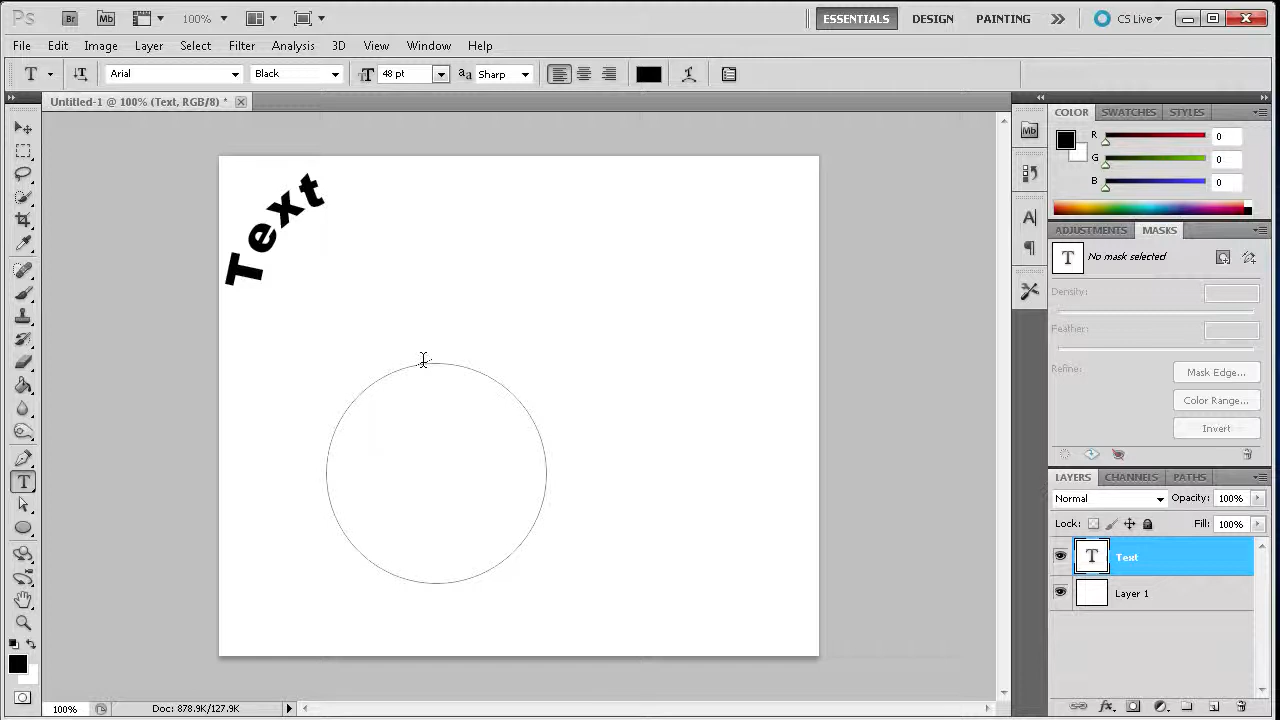 Ps Br Mb 100% ESSENTIALS DESIGN PAINTING CS Live
File Edit Image Layer Select Filter Analysis 3D View Window Help
T Arial Black T 48 pt aa Sharp
Untitled-1 @ 100% (Text, RGB/8) *
COLOR SWATCHES STYLES
Mb
R 0
G 0
B 0
Text
A
ADJUSTMENTS MASKS
T No mask selected
Density:
Feather:
Refine: Mask Edge...
Color Range...
Invert
T
LAYERS CHANNELS PATHS
Normal Opacity: 100%
Lock: Fill: 100%
T Text
Layer 1
fx
100% Doc: 878.9K/127.9K